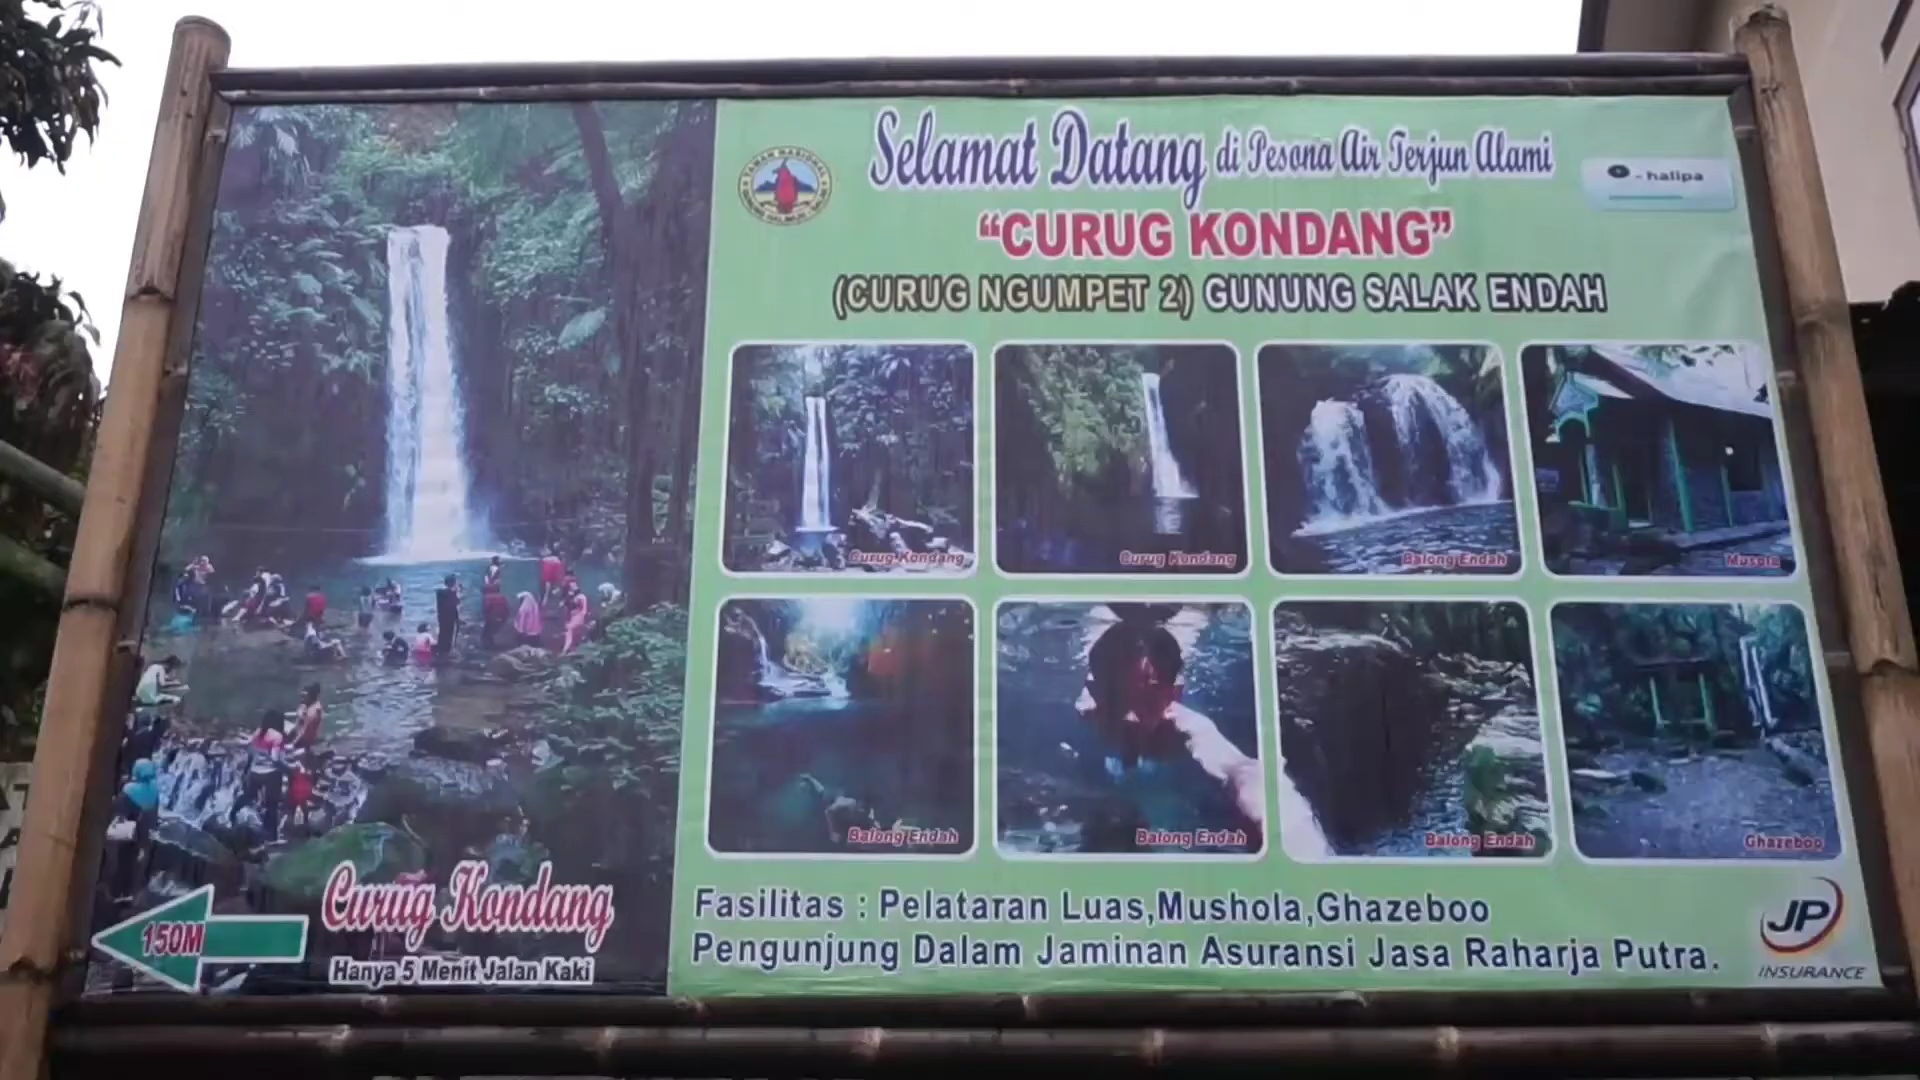 Selamat Datang di Pesona Air Terjun Alami
- halipa
"CURUG KONDANG"
(CURUG NGUMPET 2) GUNUNG SALAK ENDAH
TAMAN NASIONAL
Curug Kondang
Curug Kondang
Balong Endah
Musola
Balong Endah
Balong Endah
Balong Endah
Ghazeboo
150M
Curug Kondang
Hanya 5 Menit Jalan Kaki
Fasilitas : Pelataran Luas,Mushola,Ghazeboo
Pengunjung Dalam Jaminan Asuransi Jasa Raharja Putra.
JP
INSURANCE